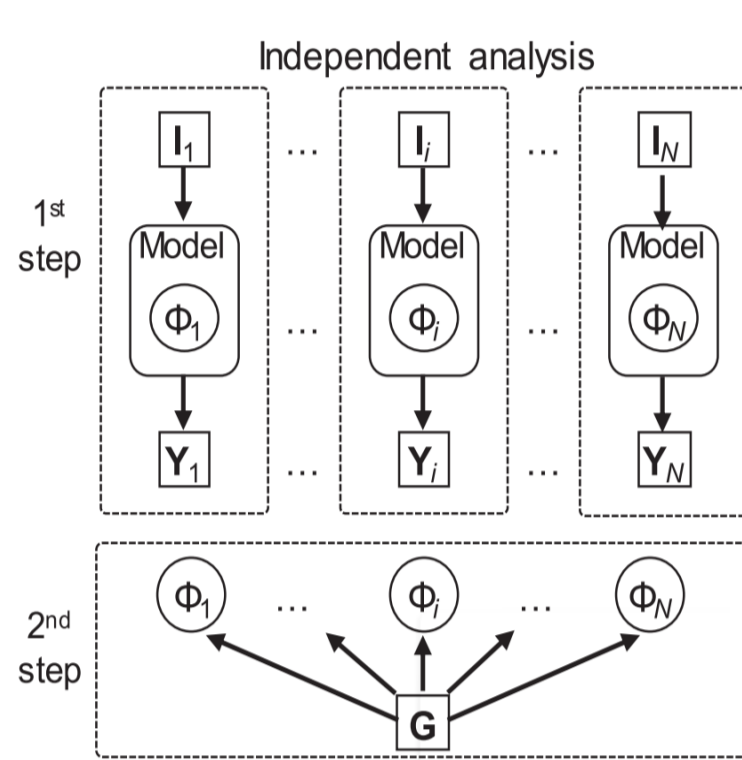 Independent analysis
I1 ... Ii ... IN
1st
step
Model Model Model
Φ1 ... Φi ... ΦN
Y1 ... Yi ... YN
Φ1 ... Φi ... ΦN
2nd
step
G